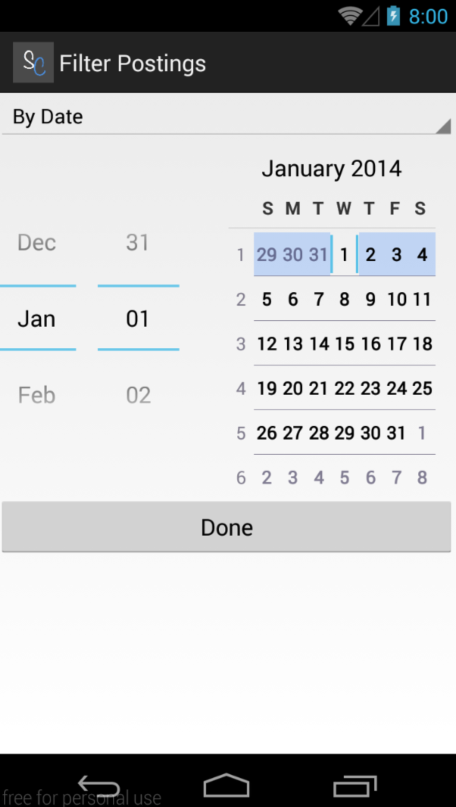 8:00
SC Filter Postings
By Date
January 2014
S M T W T F S
Dec 31
1 29 30 31 1 2 3 4
2 5 6 7 8 9 10 11
Jan 01
3 12 13 14 15 16 17 18
Feb 02
4 19 20 21 22 23 24 25
5 26 27 28 29 30 31 1
6 2 3 4 5 6 7 8
Done
free for personal use